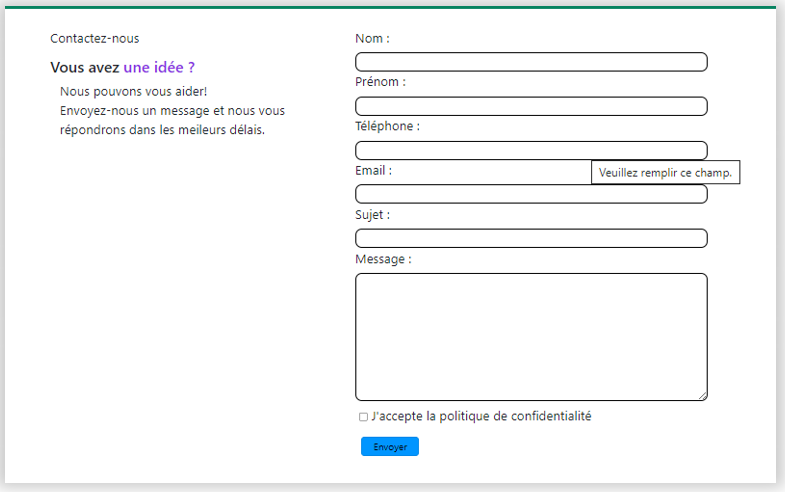 Contactez-nous
Vous avez une idée ?
Nous pouvons vous aider!
Envoyez-nous un message et nous vous
répondrons dans les meileurs délais.
Nom :
Prénom :
Téléphone :
Veuillez remplir ce champ.
Email :
Sujet :
Message :
J'accepte la politique de confidentialité
Envoyer